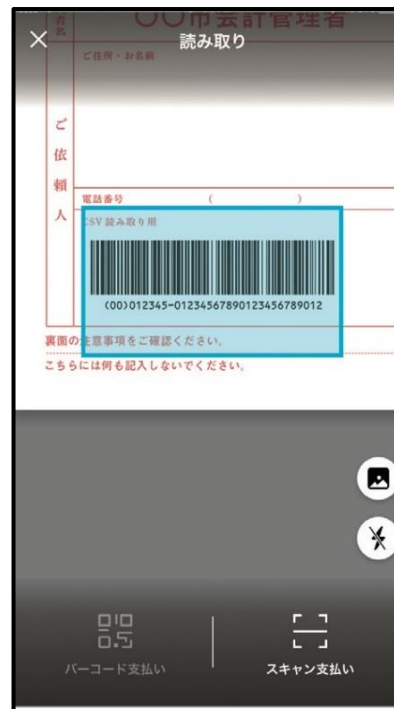 者名
〇〇市会計管理者
読み取り
ご住所・お名前
ご依頼人
電話番号 ( )
CSV 読み取り用
(00)012345-01234567890123456789012
裏面の注意事項をご確認ください。
こちらには何も記入しないでください。
バーコード支払い
スキャン支払い